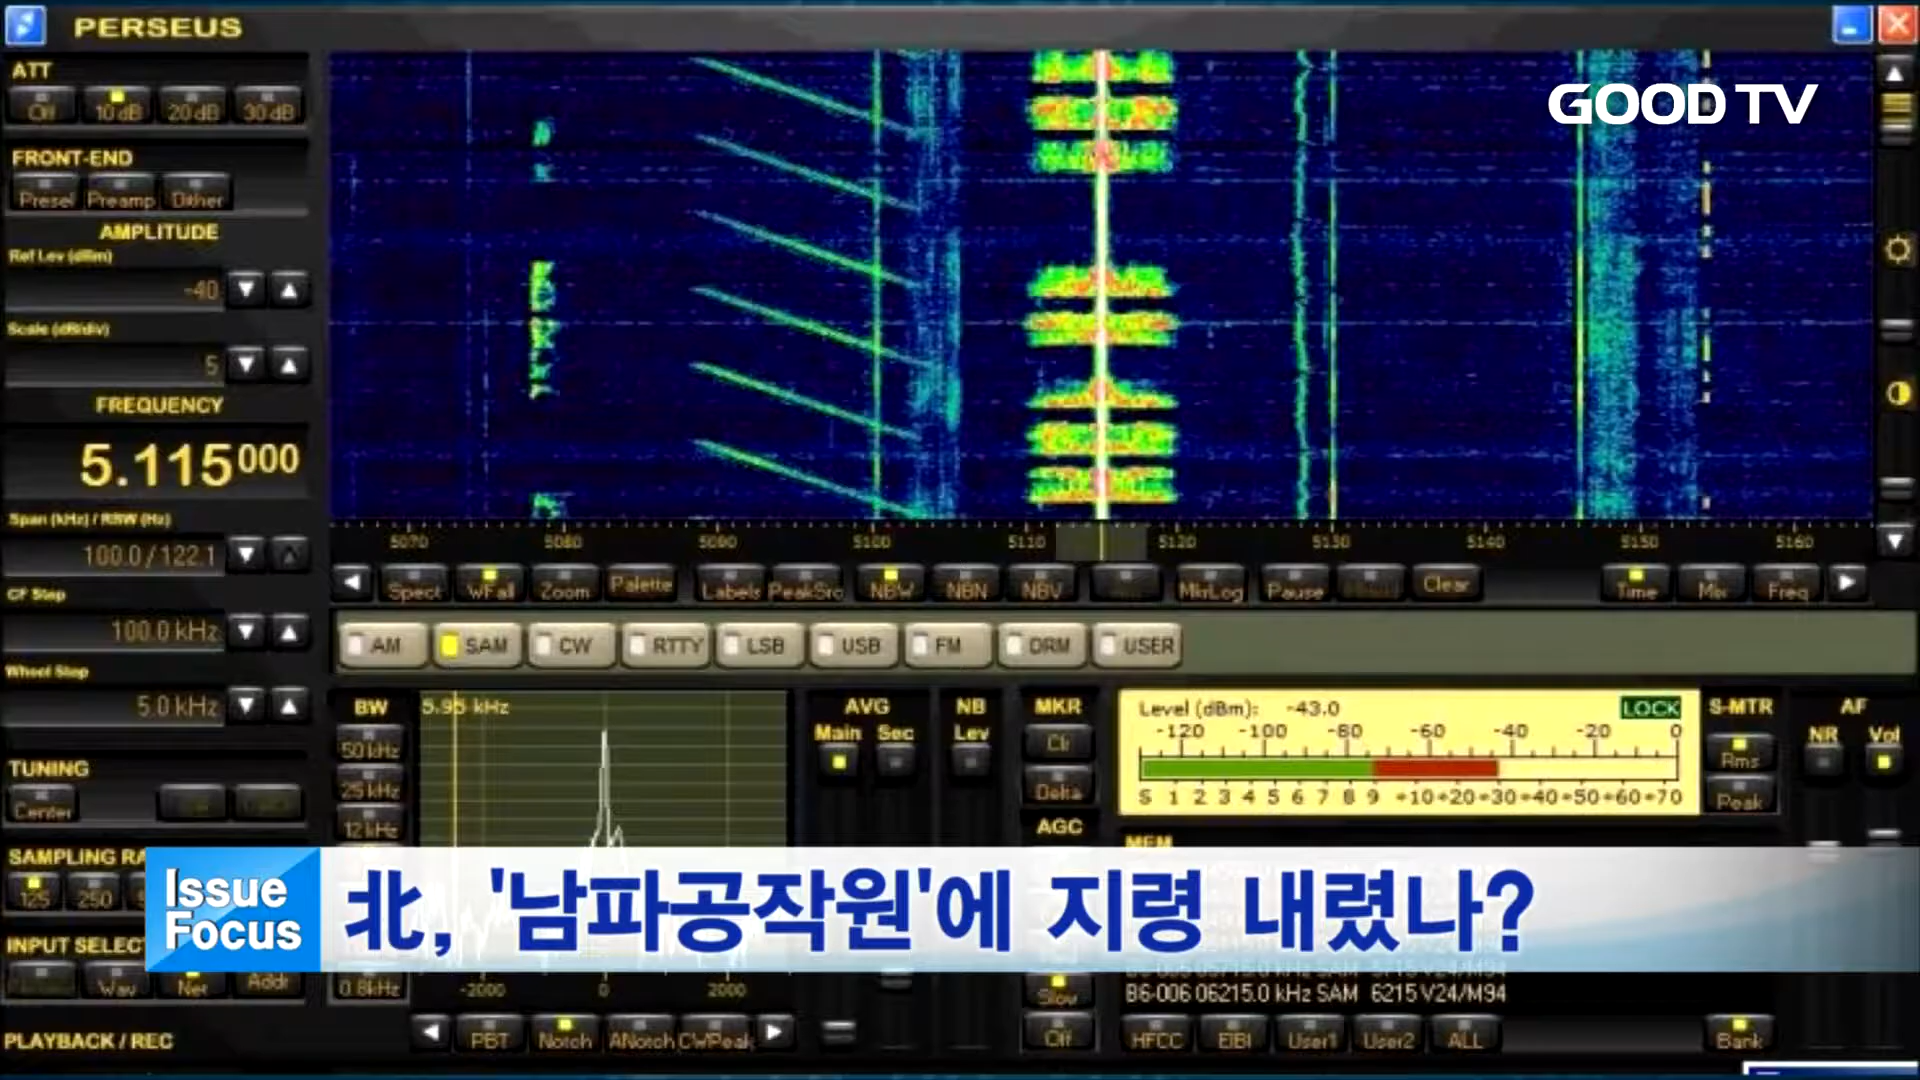 PERSEUS
GOODTV
ATT
Off 10 dB 20 dB 30 dB
FRONT-END
Presel Preamp Dither
AMPLITUDE
Ref Lev (dBm)
-40
Scale (dB/div)
5
FREQUENCY
5.115000
Span (kHz) / RBW (Hz)
100.0 / 122.1
CF Step
100.0 kHz
Wheel Step
5.0 kHz
TUNING
Center
SAMPLING RA
125 250
INPUT SELECT
Wav Net Addr
PLAYBACK / REC
5070 5080 5090 5100 5110 5120 5130 5140 5150 5160
Spect WFall Zoom Palette Labels PeakSrc NBW NBN NBV MkrLog Pause Clear Time Mkr Freq
AM SAM CW RTTY LSB USB FM DRM USER
BW
50 kHz
25 kHz
12 kHz
0.8kHz
5.95 kHz
-2000 0 2000
PBT Notch ANotch CWPeak
AVG
Main Sec
NB
Lev
MKR
Clr
Delta
AGC
Slow
Off
Level (dBm): -43.0 LOCK
-120 -100 -80 -60 -40 -20 0
S 1 2 3 4 5 6 7 8 9 +10+20+30+40+50+60+70
S-MTR
Rms
Peak
AF
NR Vol
MEM
B6-006 06215.0 kHz SAM 6215 V24/M94
HFCC EIBI User1 User2 ALL Bank
Issue
Focus
北, '남파공작원'에 지령 내렸나?